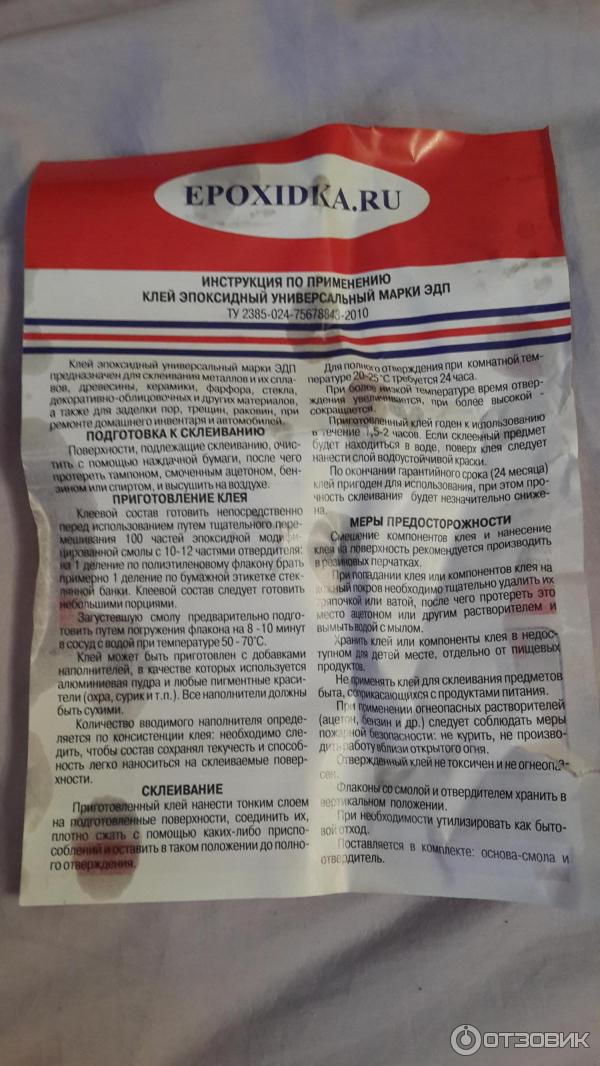 EPOXIDKA.RU
ИНСТРУКЦИЯ ПО ПРИМЕНЕНИЮ
КЛЕЙ ЭПОКСИДНЫЙ УНИВЕРСАЛЬНЫЙ МАРКИ ЭДП
ТУ 2385-024-75678843-2010
Клей эпоксидный универсальный марки ЭДП
предназначен для склеивания металлов и их спла-
вов, древесины, керамики, фарфора, стекла,
декоративно-облицовочных и других материалов,
а также для заделки пор, трещин, раковин, при
ремонте домашнего инвентаря и автомобилей.
ПОДГОТОВКА К СКЛЕИВАНИЮ
Поверхности, подлежащие склеиванию, очис-
тить с помощью наждачной бумаги, после чего
протереть тампоном, смоченным ацетоном, бен-
зином или спиртом, и высушить на воздухе.
ПРИГОТОВЛЕНИЕ КЛЕЯ
Клеевой состав готовить непосредственно
перед использованием путем тщательного пере-
мешивания 100 частей эпоксидной модифи-
цированной смолы с 10-12 частями отвердителя:
на 1 деление по полиэтиленовому флакону брать
примерно 1 деление по бумажной этикетке стек-
лянной банки. Клеевой состав следует готовить
небольшими порциями.
Загустевшую смолу предварительно подго-
товить путем погружения флакона на 8 -10 минут
в сосуд с водой при температуре 50 - 70°С.
Клей может быть приготовлен с добавками
наполнителей, в качестве которых используется
алюминиевая пудра и любые пигментные краси-
тели (охра, сурик и т.п.). Все наполнители должны
быть сухими.
Количество вводимого наполнителя опреде-
ляется по консистенции клея: необходимо сле-
дить, чтобы состав сохранял текучесть и способ-
ность легко наноситься на склеиваемые повер-
хности.
СКЛЕИВАНИЕ
Приготовленный клей нанести тонким слоем
на подготовленные поверхности, соединить их,
плотно сжать с помощью каких-либо приспо-
соблений и оставить в таком положении до полно-
го отверждения.
Для полного отверждения при комнатной тем-
пературе 20-25°С требуется 24 часа.
При более низкой температуре время отвер-
ждения увеличивается, при более высокой -
сокращается.
Приготовленный клей годен к использованию
в течение 1,5-2 часов. Если склеенный предмет
будет находиться в воде, поверх клея следует
нанести слой водоустойчивой краски.
По окончании гарантийного срока (24 месяца)
клей пригоден для использования, при этом про-
чность склеивания будет незначительно сниже-
на.
МЕРЫ ПРЕДОСТОРОЖНОСТИ
Смешение компонентов клея и нанесение
клея на поверхность рекомендуется производить
в резиновых перчатках.
При попадании клея или компонентов клея на
кожный покров необходимо тщательно удалить их
тряпочкой или ватой, после чего протереть это
место ацетоном или другим растворителем и
вымыть водой с мылом.
Хранить клей или компоненты клея в недос-
тупном для детей месте, отдельно от пищевых
продуктов.
Не применять клей для склеивания предметов
быта, соприкасающихся с продуктами питания.
При применении огнеопасных растворителей
(ацетон, бензин и др.) следует соблюдать меры
пожарной безопасности: не курить, не произво-
дить работу вблизи открытого огня.
Отвержденный клей не токсичен и не огнеопа-
сен.
Флаконы со смолой и отвердителем хранить в
вертикальном положении.
При необходимости утилизировать как быто-
вой отход.
Поставляется в комплекте: основа-смола и
отвердитель.
ОТЗОВИК